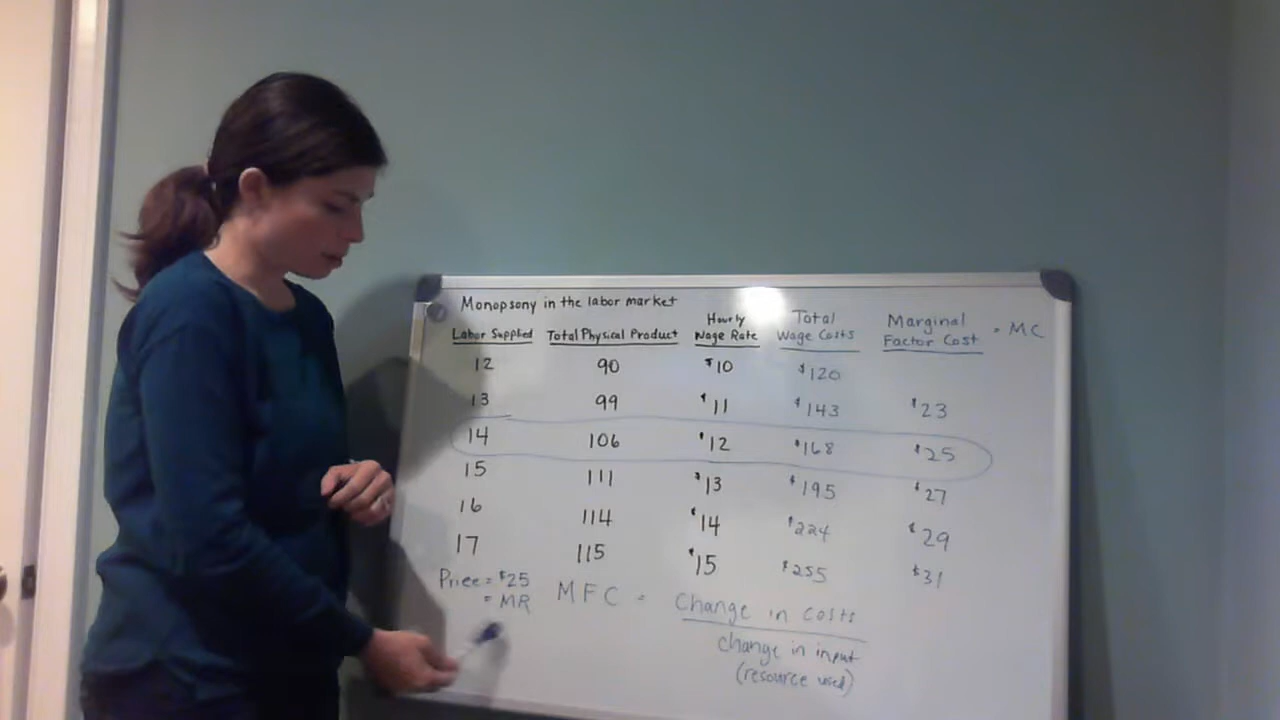 Monopsony in the labor market
Labor Supplied Total Physical Product Hourly Wage Rate Total Wage Costs Marginal Factor Cost = MC
12 90 $10 $120
13 99 $11 $143 $23
14 106 $12 $168 $25
15 111 $13 $195 $27
16 114 $14 $224 $29
17 115 $15 $255 $31
Price = $25
= MR
MFC = Change in costs
change in input
(resource used)